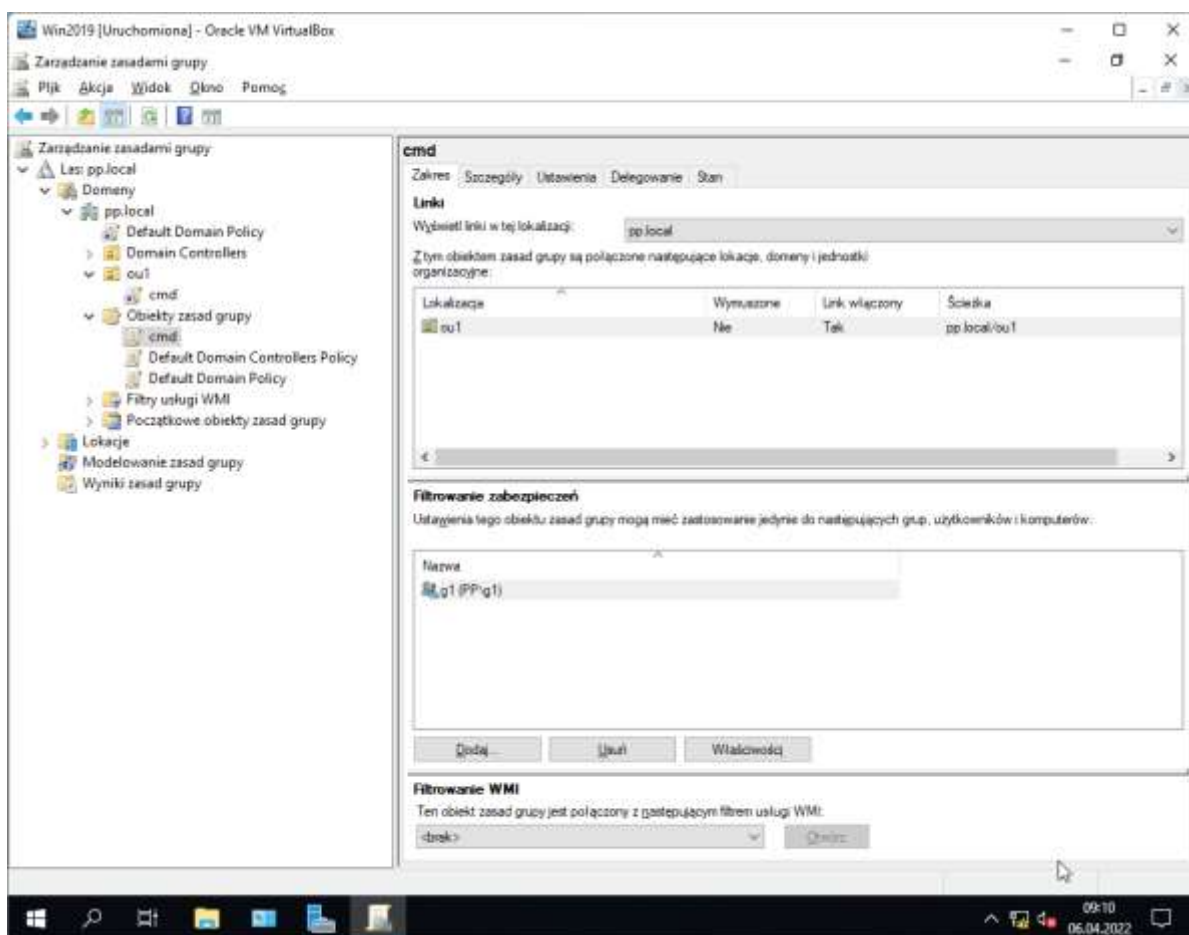 Win2019 [Uruchomiona] - Oracle VM VirtualBox
Zarządzanie zasadami grupy
Plik Akcja Widok Okno Pomoc
Zarządzanie zasadami grupy
Las: pp.local
Domeny
pp.local
Default Domain Policy
Domain Controllers
ou1
cmd
Obiekty zasad grupy
cmd
Default Domain Controllers Policy
Default Domain Policy
Filtry usługi WMI
Początkowe obiekty zasad grupy
Lokacje
Modelowanie zasad grupy
Wyniki zasad grupy
cmd
Zakres Szczegóły Ustawienia Delegowanie Stan
Linki
Wyświetl linki w tej lokalizacji: pp.local
Z tym obiektem zasad grupy są połączone następujące lokacje, domeny i jednostki
organizacyjne:
Lokalizacja Wymuszone Link włączony Ścieżka
ou1 Nie Tak pp.local/ou1
Filtrowanie zabezpieczeń
Ustawienia tego obiektu zasad grupy mogą mieć zastosowanie jedynie do następujących grup, użytkowników i komputerów:
Nazwa
g1 (PP\g1)
Dodaj... Usuń Właściwości
Filtrowanie WMI
Ten obiekt zasad grupy jest połączony z następującym filtrem usługi WMI:
<brak> Otwórz
09:10
06.04.2022